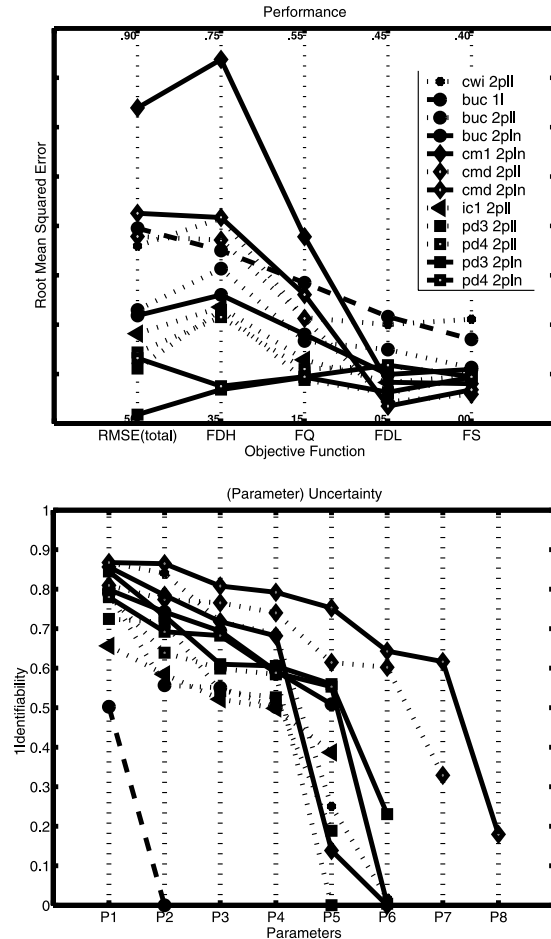 Performance
.90 .75 .55 .45 .40
Root Mean Squared Error
cwi 2pll
buc 1l
buc 2pll
buc 2pln
cm1 2pln
cmd 2pll
cmd 2pln
ic1 2pll
pd3 2pll
pd4 2pll
pd3 2pln
pd4 2pln
.35 .15 .05 .00
RMSE(total) FDH FQ FDL FS
Objective Function
(Parameter) Uncertainty
1
0.9
0.8
0.7
0.6
0.5
0.4
0.3
0.2
0.1
0
1Identifiability
P1 P2 P3 P4 P5 P6 P7 P8
Parameters